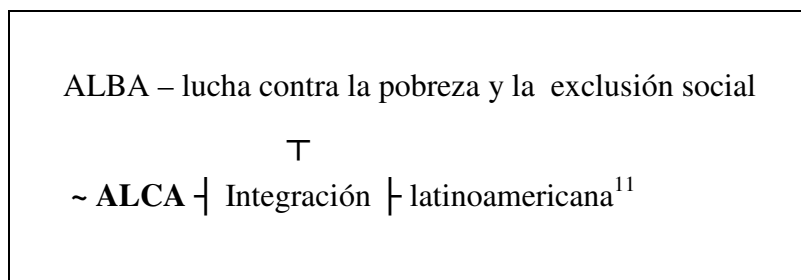 ALBA – lucha contra la pobreza y la exclusión social
┬
~ ALCA ┤ Integración ├ latinoamericana¹¹